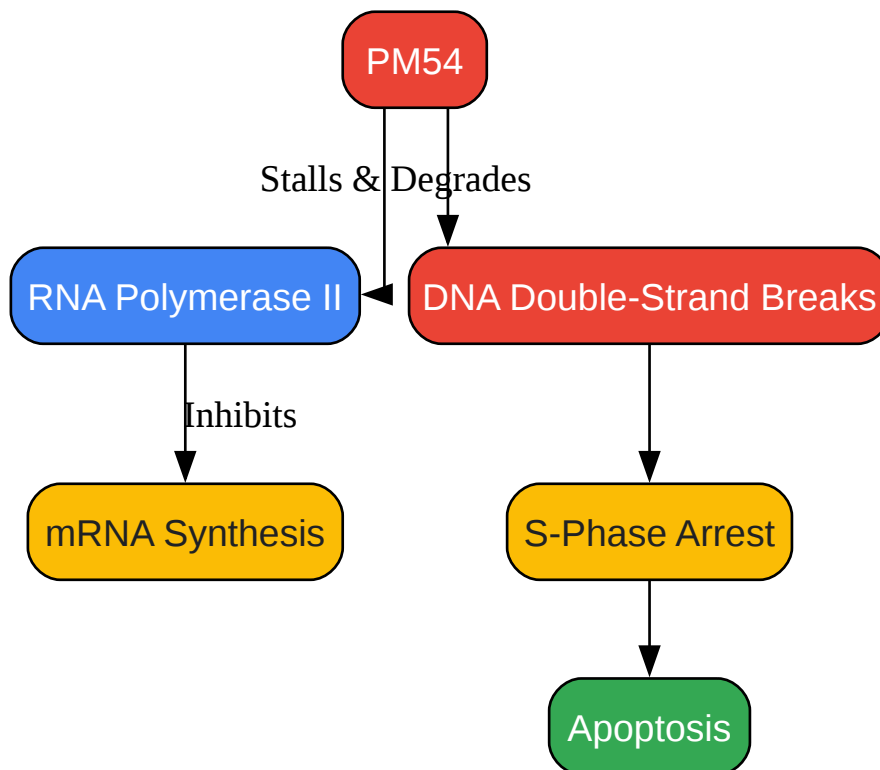 PM54
Stalls & Degrades
RNA Polymerase II
DNA Double-Strand Breaks
Inhibits
mRNA Synthesis
S-Phase Arrest
Apoptosis